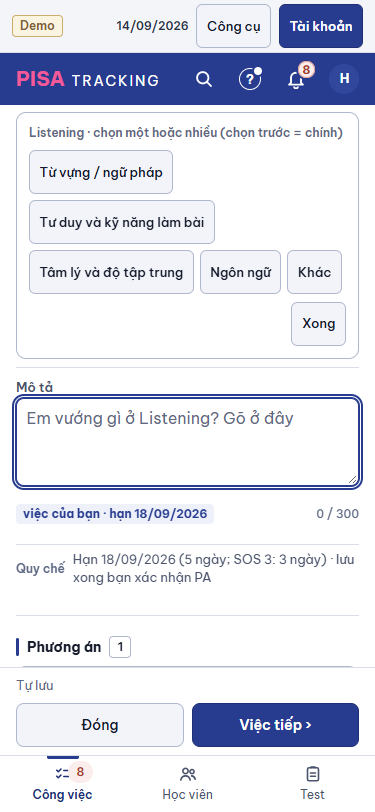 Demo
14/09/2026
Công cụ
Tài khoản
PISA TRACKING
?
8
H
Listening · chọn một hoặc nhiều (chọn trước = chính)
Từ vựng / ngữ pháp
Tư duy và kỹ năng làm bài
Tâm lý và độ tập trung
Ngôn ngữ
Khác
Xong
Mô tả
Em vướng gì ở Listening? Gõ ở đây
việc của bạn · hạn 18/09/2026
0 / 300
Quy chế
Hạn 18/09/2026 (5 ngày; SOS 3: 3 ngày) · lưu
xong bạn xác nhận PA
Phương án 1
Tự lưu
Đóng
Việc tiếp ›
8
Công việc
Học viên
Test